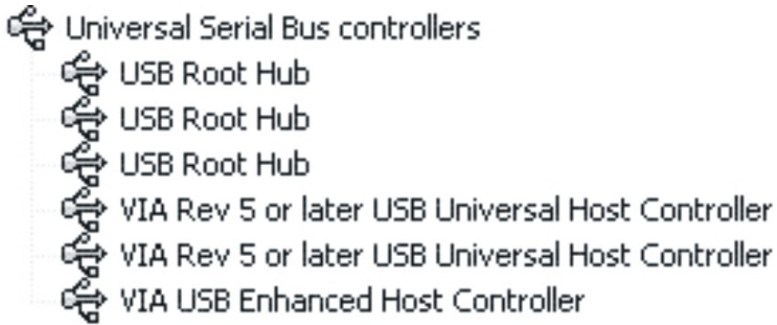 Universal Serial Bus controllers
USB Root Hub
USB Root Hub
USB Root Hub
VIA Rev 5 or later USB Universal Host Controller
VIA Rev 5 or later USB Universal Host Controller
VIA USB Enhanced Host Controller